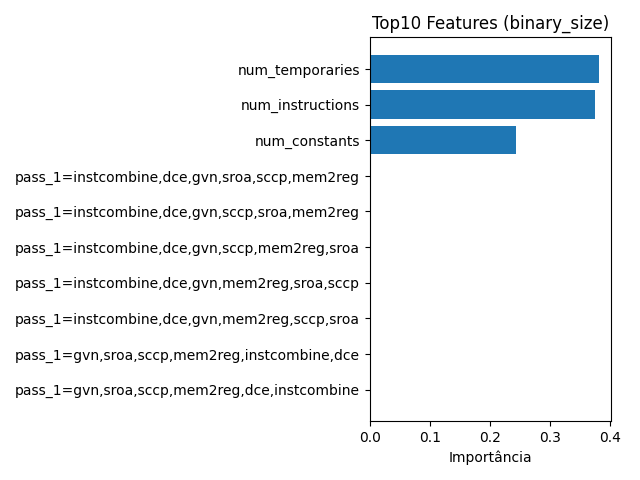 Top10 Features (binary_size)
num_temporaries
num_instructions
num_constants
pass_1=instcombine,dce,gvn,sroa,sccp,mem2reg
pass_1=instcombine,dce,gvn,sccp,sroa,mem2reg
pass_1=instcombine,dce,gvn,sccp,mem2reg,sroa
pass_1=instcombine,dce,gvn,mem2reg,sroa,sccp
pass_1=instcombine,dce,gvn,mem2reg,sccp,sroa
pass_1=gvn,sroa,sccp,mem2reg,instcombine,dce
pass_1=gvn,sroa,sccp,mem2reg,dce,instcombine
0.0 0.1 0.2 0.3 0.4
Importância